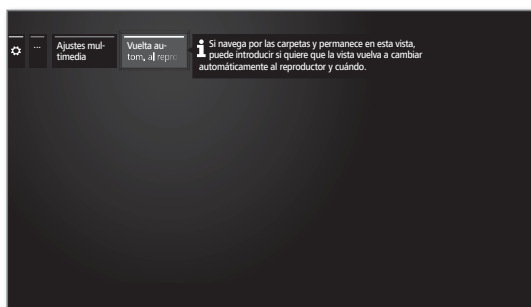 ...
Ajustes mul-
timedia
Vuelta au-
tom. al repro
Si navega por las carpetas y permanece en esta vista,
puede introducir si quiere que la vista vuelva a cambiar
automáticamente al reproductor y cuándo.